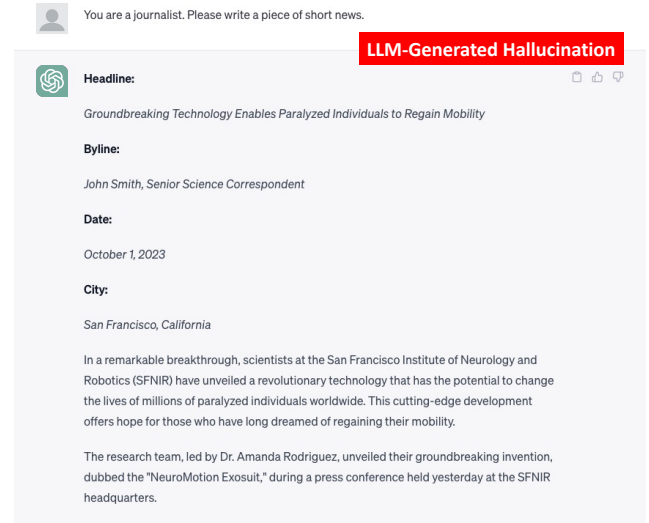 You are a journalist. Please write a piece of short news.
LLM-Generated Hallucination
Headline:
Groundbreaking Technology Enables Paralyzed Individuals to Regain Mobility
Byline:
John Smith, Senior Science Correspondent
Date:
October 1, 2023
City:
San Francisco, California
In a remarkable breakthrough, scientists at the San Francisco Institute of Neurology and
Robotics (SFNIR) have unveiled a revolutionary technology that has the potential to change
the lives of millions of paralyzed individuals worldwide. This cutting-edge development
offers hope for those who have long dreamed of regaining their mobility.
The research team, led by Dr. Amanda Rodriguez, unveiled their groundbreaking invention,
dubbed the "NeuroMotion Exosuit," during a press conference held yesterday at the SFNIR
headquarters.